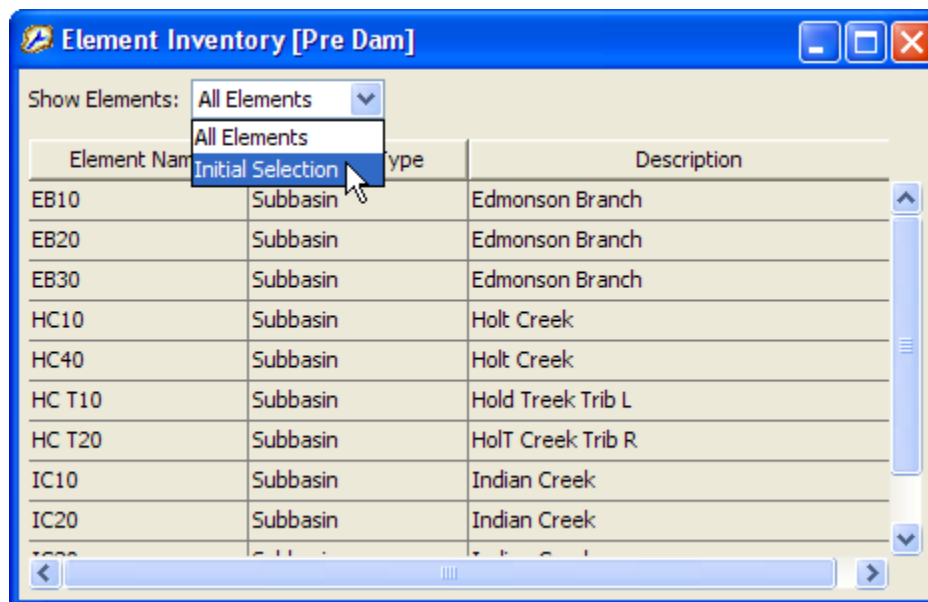 Element Inventory [Pre Dam]
Show Elements: All Elements
All Elements
Initial Selection
Element Nam ype Description
EB10 Subbasin Edmonson Branch
EB20 Subbasin Edmonson Branch
EB30 Subbasin Edmonson Branch
HC10 Subbasin Holt Creek
HC40 Subbasin Holt Creek
HC T10 Subbasin Hold Treek Trib L
HC T20 Subbasin HolT Creek Trib R
IC10 Subbasin Indian Creek
IC20 Subbasin Indian Creek